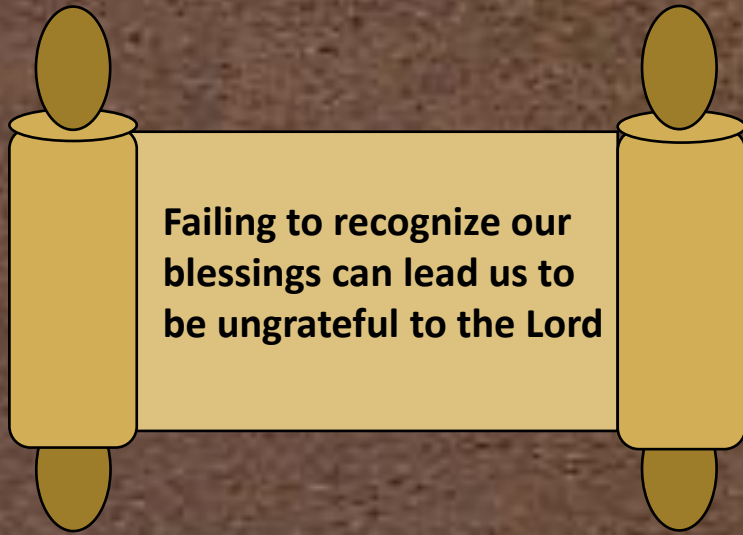 Failing to recognize our
blessings can lead us to
be ungrateful to the Lord